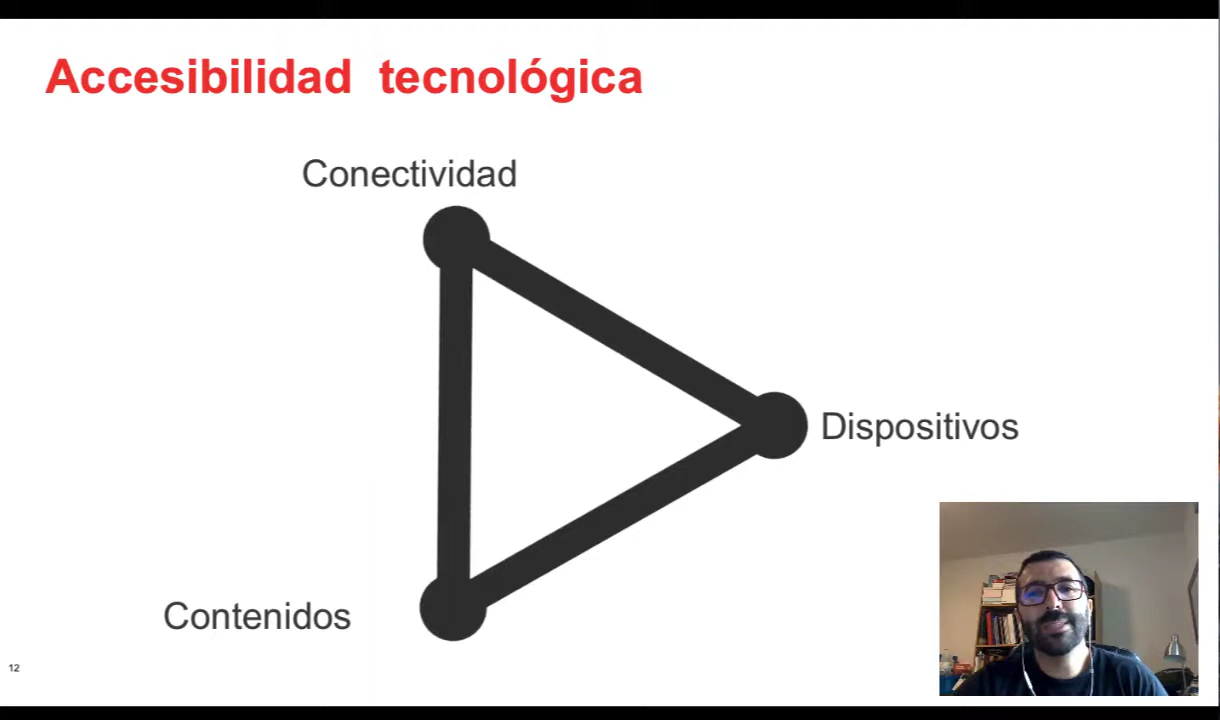 Accesibilidad tecnológica
Conectividad
Dispositivos
Contenidos
12